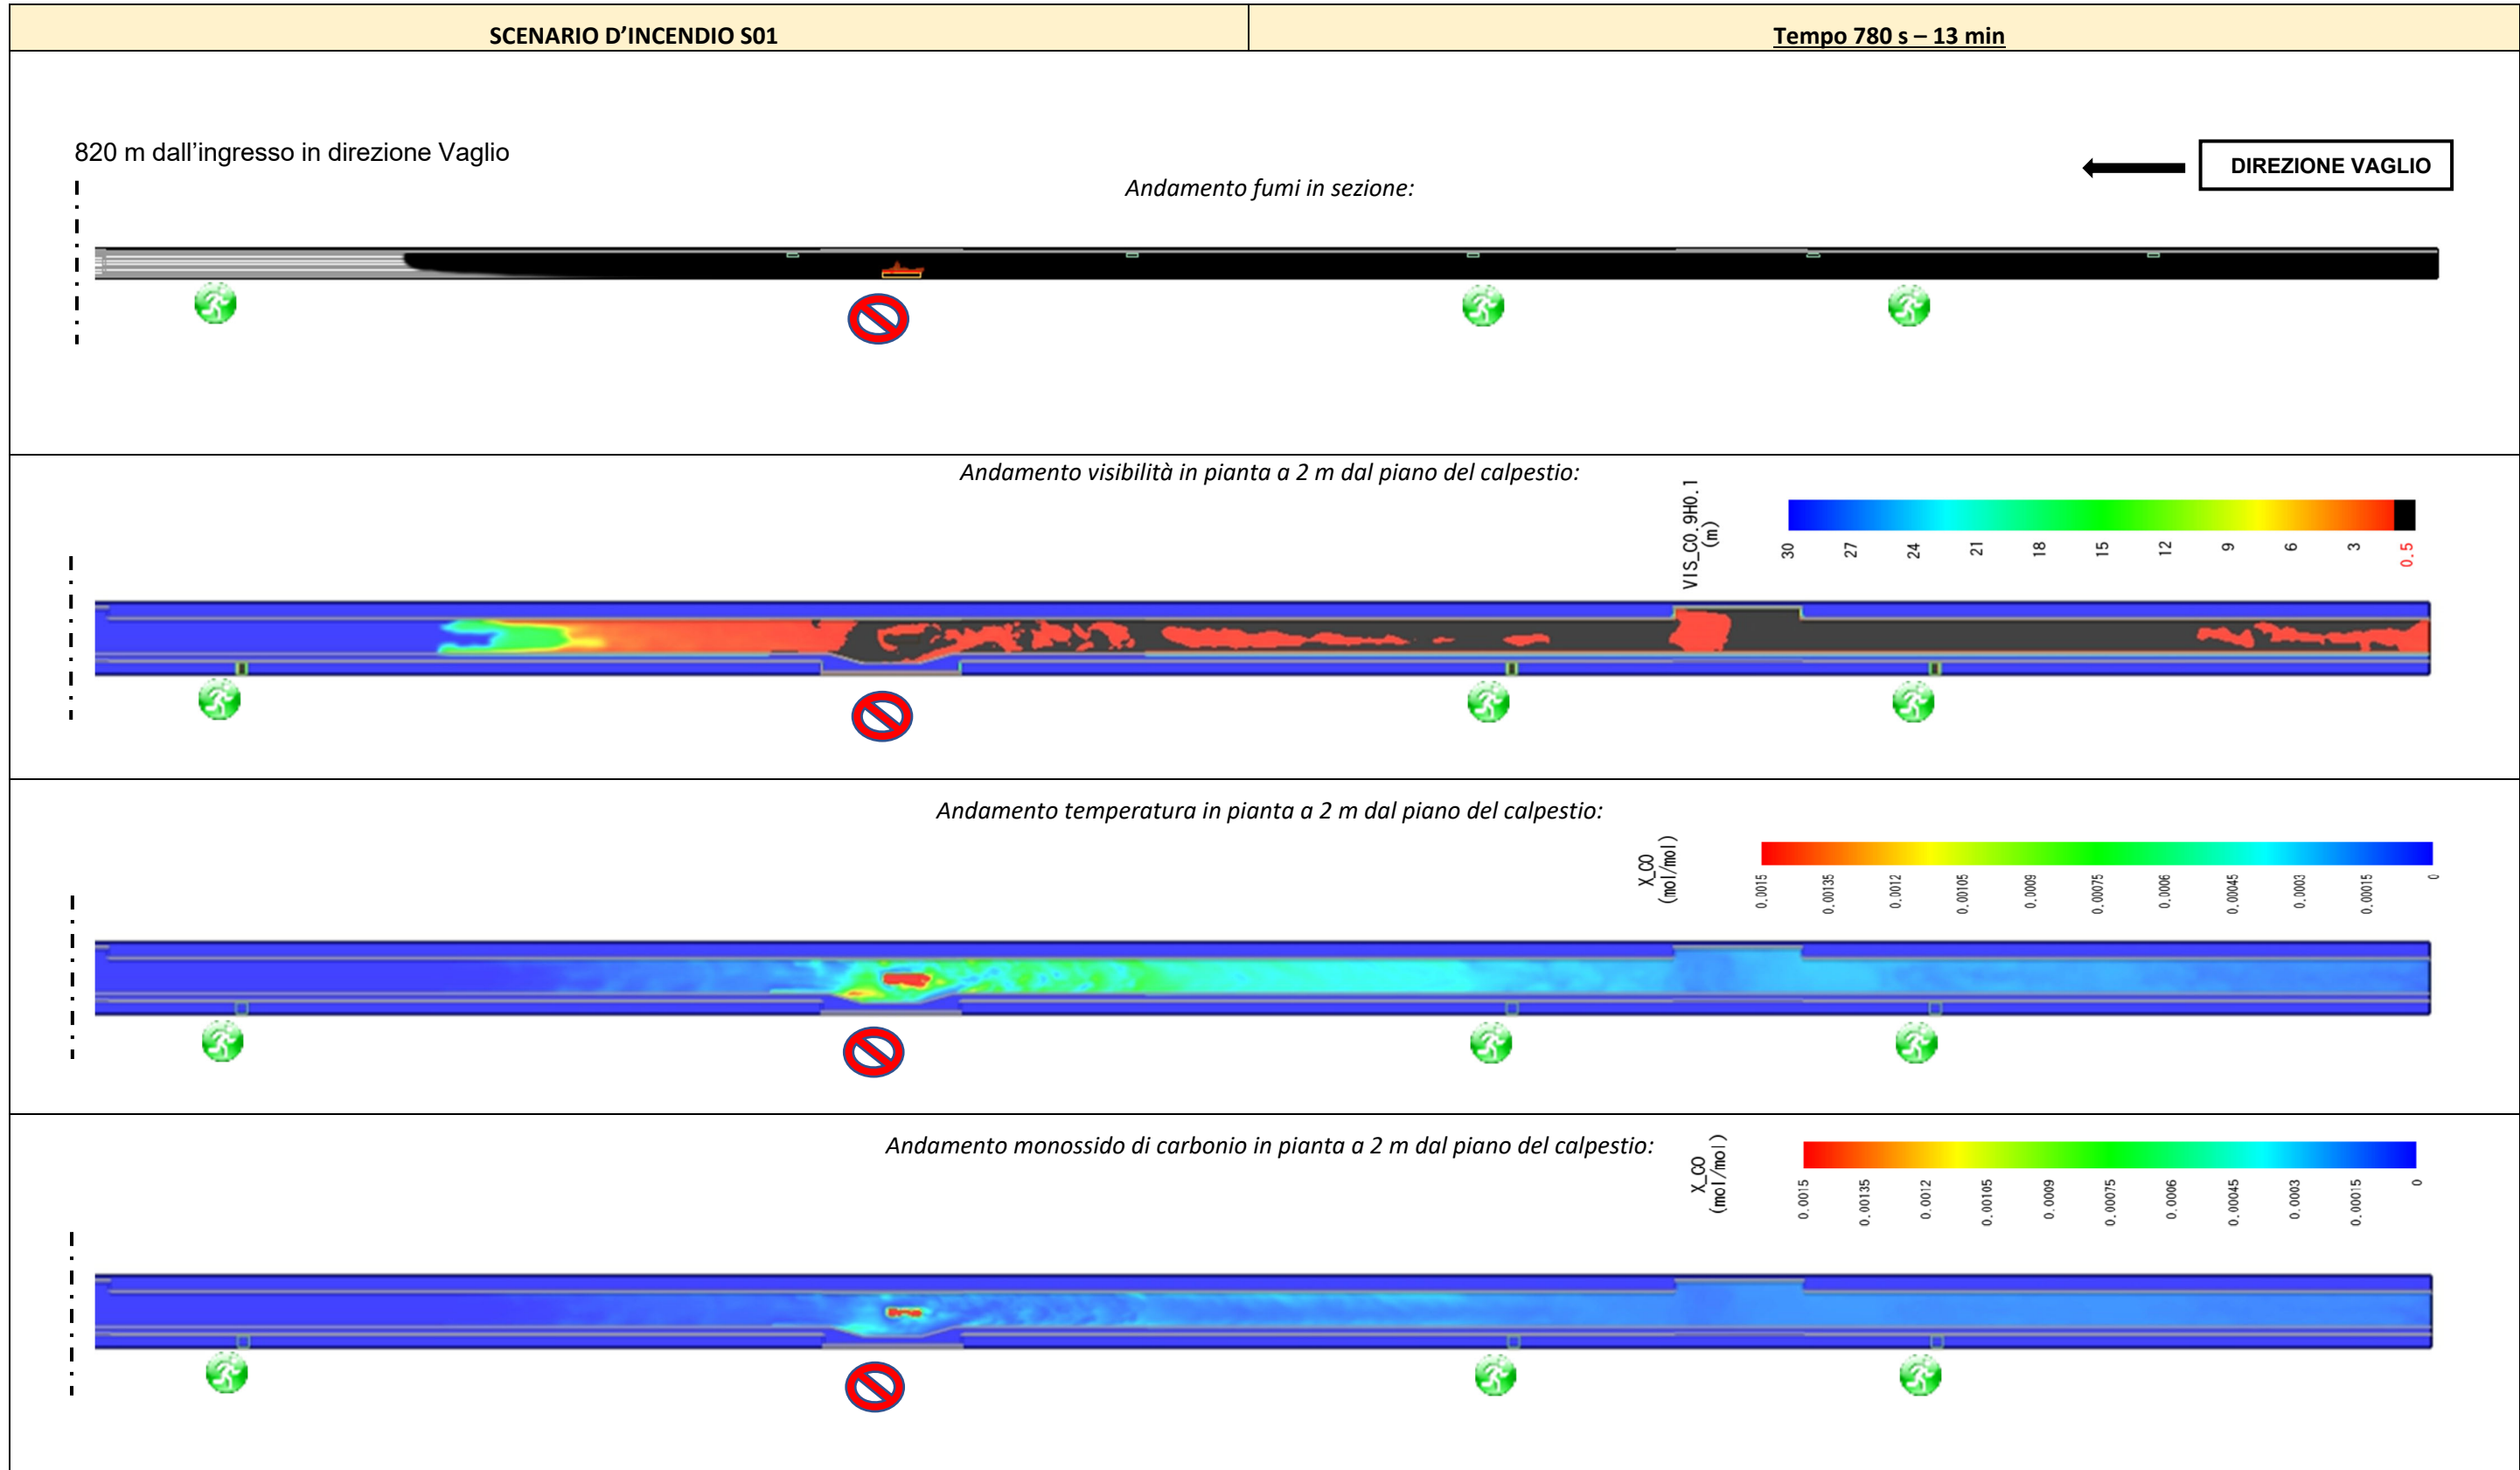 SCENARIO D’INCENDIO S01
Tempo 780 s – 13 min
820 m dall’ingresso in direzione Vaglio
DIREZIONE VAGLIO
Andamento fumi in sezione:
Andamento visibilità in pianta a 2 m dal piano del calpestio:
VIS_C0.9H0.1
(m)
30
27
24
21
18
15
12
9
6
3
0.5
Andamento temperatura in pianta a 2 m dal piano del calpestio:
X_CO
(mol/mol)
0.0015
0.00135
0.0012
0.00105
0.0009
0.00075
0.0006
0.00045
0.0003
0.00015
0
Andamento monossido di carbonio in pianta a 2 m dal piano del calpestio:
X_CO
(mol/mol)
0.0015
0.00135
0.0012
0.00105
0.0009
0.00075
0.0006
0.00045
0.0003
0.00015
0